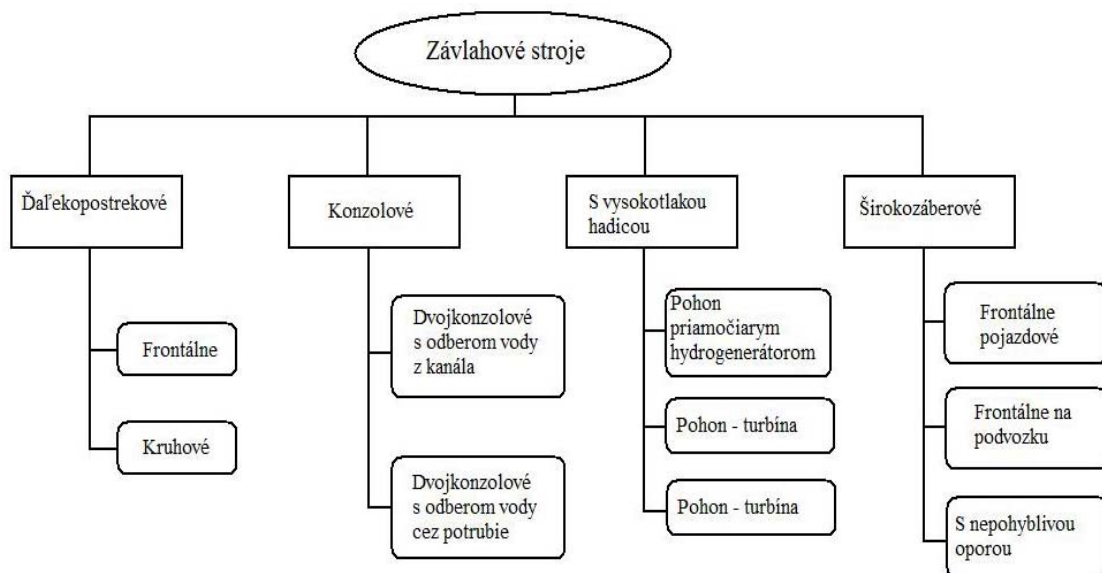 Závlahové stroje
Ďaľekopostrekové
Frontálne
Kruhové
Konzolové
Dvojkonzolové
s odberom vody
z kanála
Dvojkonzolové
s odberom vody
cez potrubie
S vysokotlakou
hadicou
Pohon
priamočiarym
hydrogenerátorom
Pohon - turbína
Pohon - turbína
Širokozáberové
Frontálne
pojazdové
Frontálne na
podvozku
S nepohyblivou
oporou